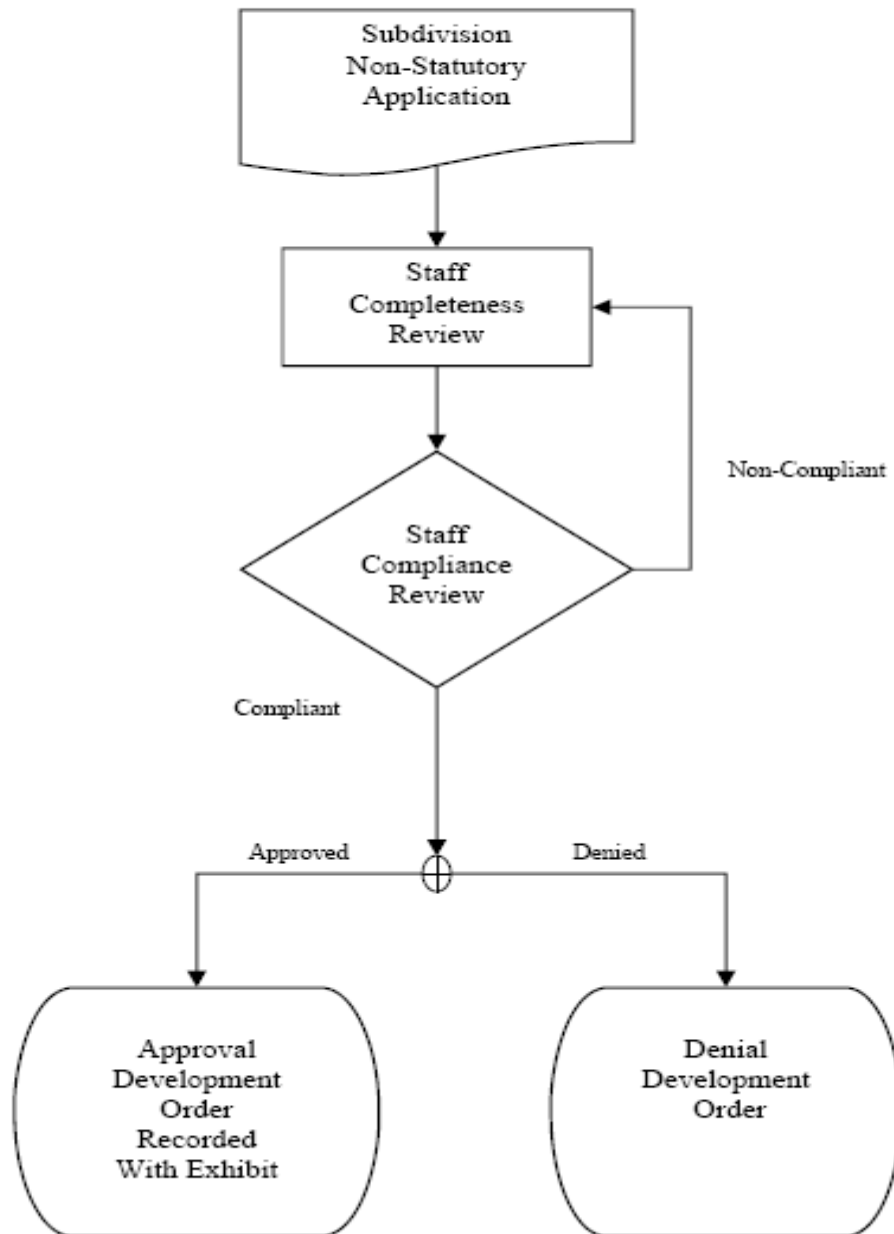 Subdivision
Non-Statutory
Application
Staff
Completeness
Review
Non-Compliant
Staff
Compliance
Review
Compliant
Approved
Denied
Approval
Development
Order
Recorded
With Exhibit
Denial
Development
Order